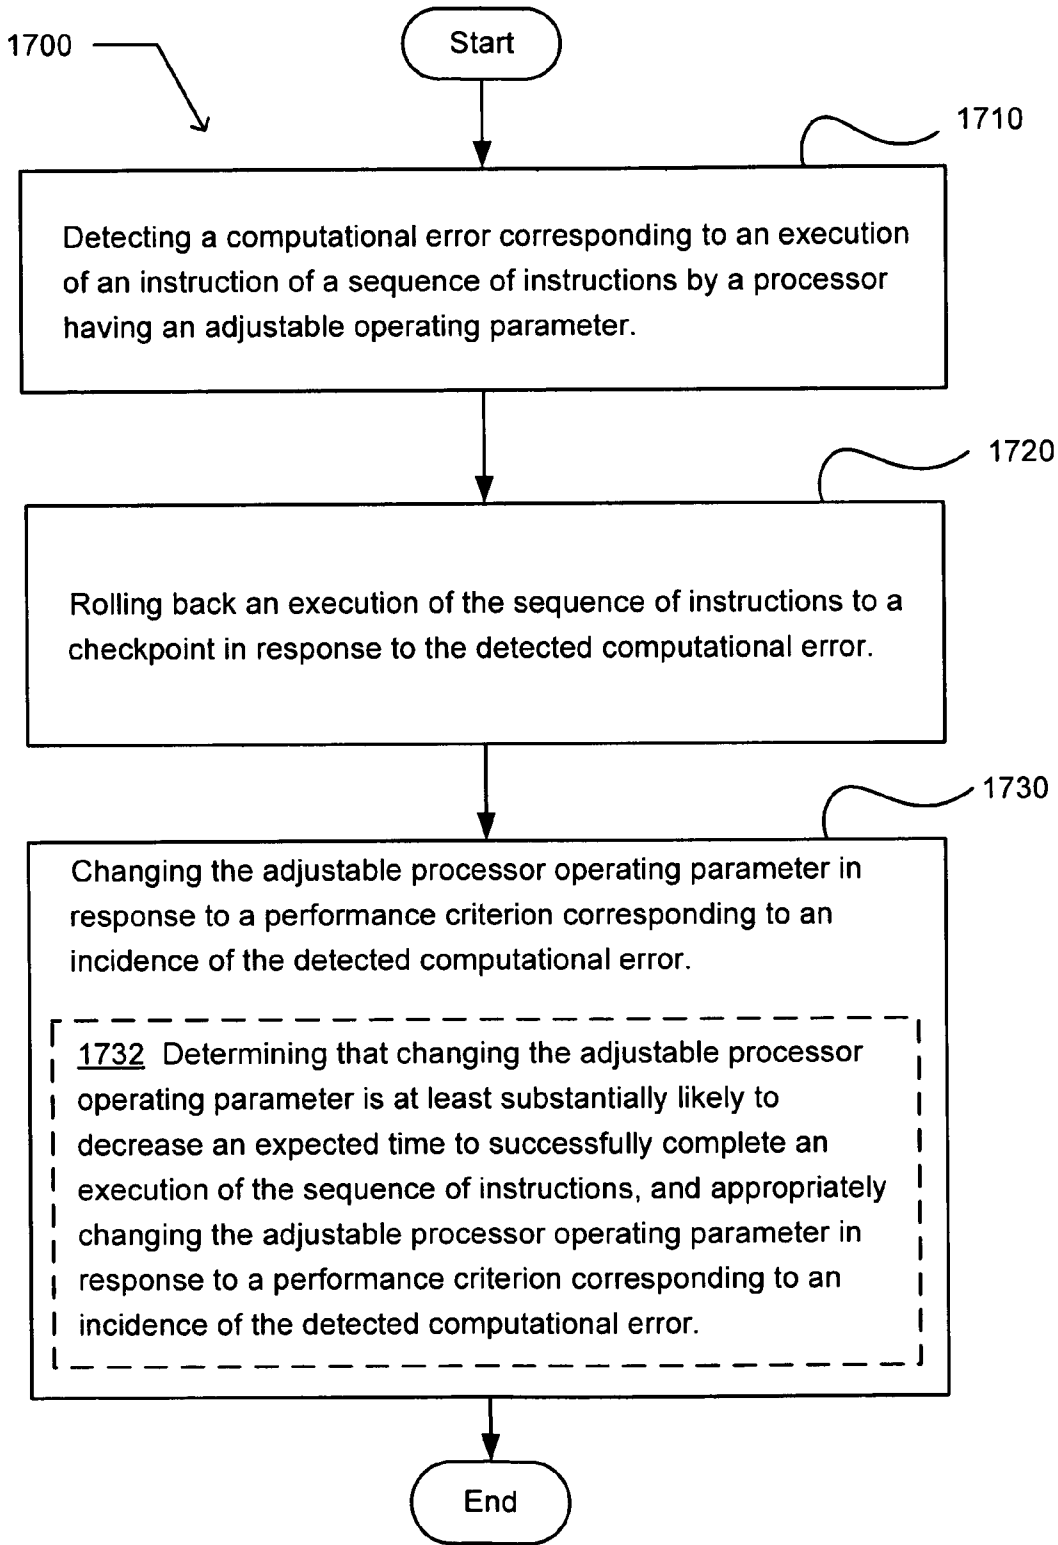 1700
Start
1710
Detecting a computational error corresponding to an execution
of an instruction of a sequence of instructions by a processor
having an adjustable operating parameter.
1720
Rolling back an execution of the sequence of instructions to a
checkpoint in response to the detected computational error.
1730
Changing the adjustable processor operating parameter in
response to a performance criterion corresponding to an
incidence of the detected computational error.
1732 Determining that changing the adjustable processor
operating parameter is at least substantially likely to
decrease an expected time to successfully complete an
execution of the sequence of instructions, and appropriately
changing the adjustable processor operating parameter in
response to a performance criterion corresponding to an
incidence of the detected computational error.
End